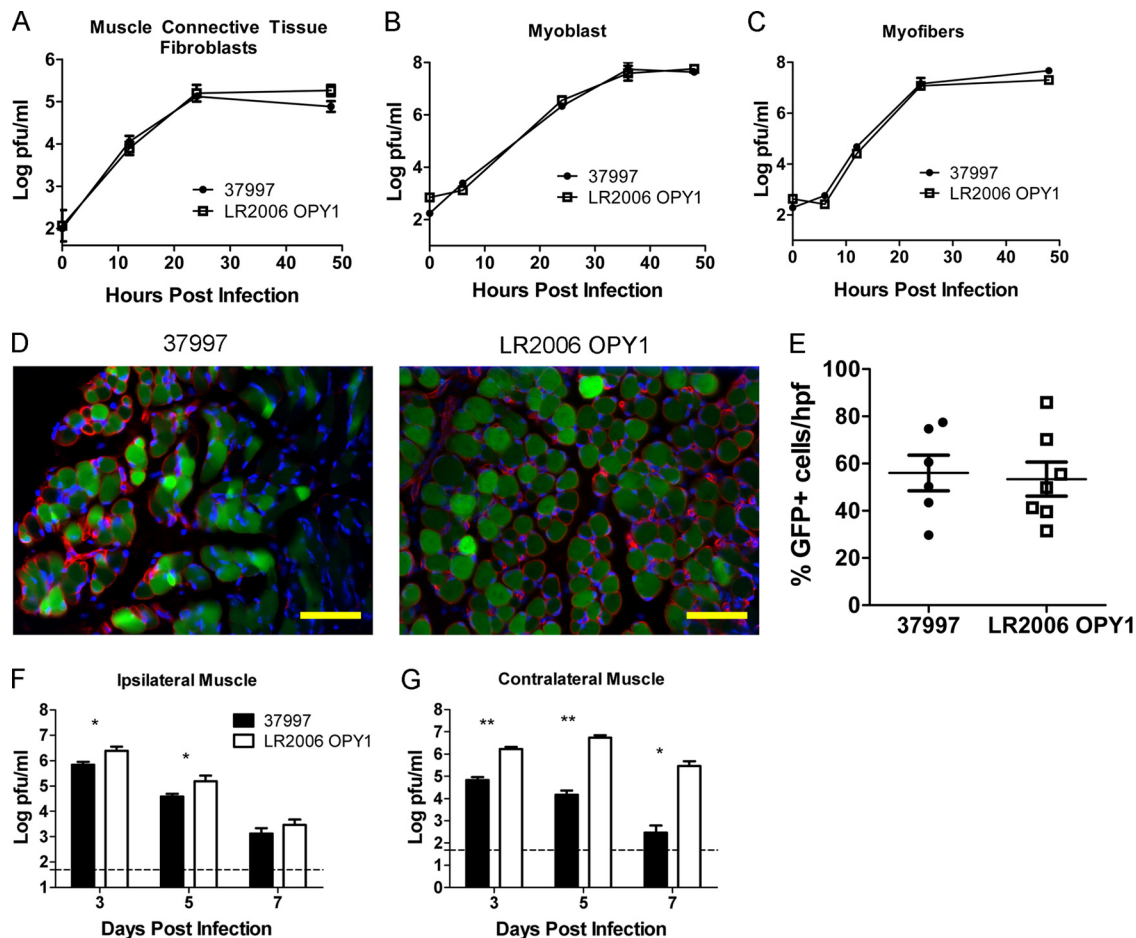 A
Muscle Connective Tissue
Fibroblasts
Log pfu/ml
6
5
4
3
2
37997
LR2006 OPY1
0 10 20 30 40 50
Hours Post Infection
B
Myoblast
Log pfu/ml
8
6
4
2
37997
LR2006 OPY1
0 10 20 30 40 50
Hours Post Infection
C
Myofibers
Log pfu/ml
8
6
4
2
37997
LR2006 OPY1
0 10 20 30 40 50
Hours Post Infection
D
37997
LR2006 OPY1
E
% GFP+ cells/hpf
100
80
60
40
20
0
37997 LR2006 OPY1
F
Ipsilateral Muscle
Log pfu/ml
8
7
6
5
4
3
2
1
*
*
37997
LR2006 OPY1
3 5 7
Days Post Infection
G
Contralateral Muscle
Log pfu/ml
8
7
6
5
4
3
2
1
0
**
**
*
3 5 7
Days Post Infection